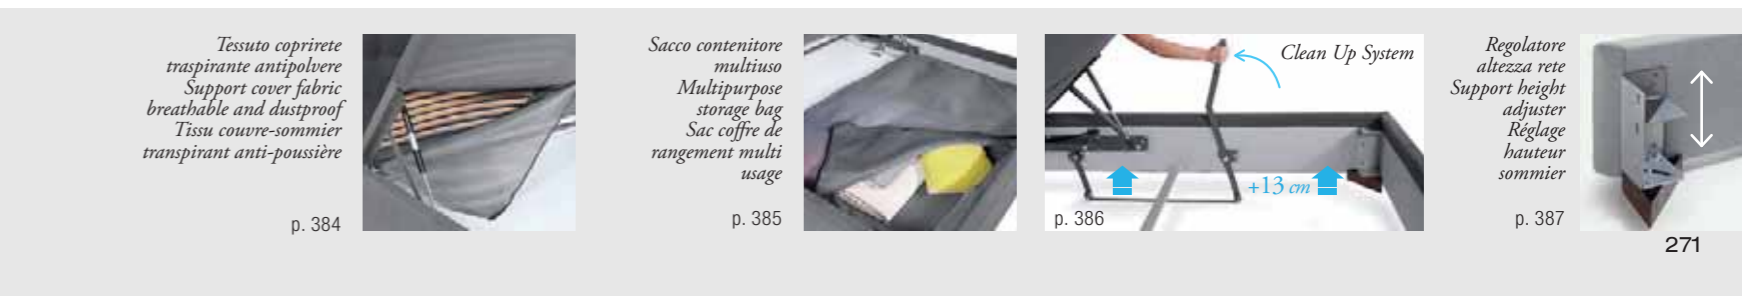 Tessuto coprirete
traspirante antipolvere
Support cover fabric
breathable and dustproof
Tissu couvre-sommier
transpirant anti-poussière
p. 384
Sacco contenitore
multiuso
Multipurpose
storage bag
Sac coffre de
rangement multi
usage
p. 385
Clean Up System
+13 cm
p. 386
Regolatore
altezza rete
Support height
adjuster
Réglage
hauteur
sommier
p. 387
271